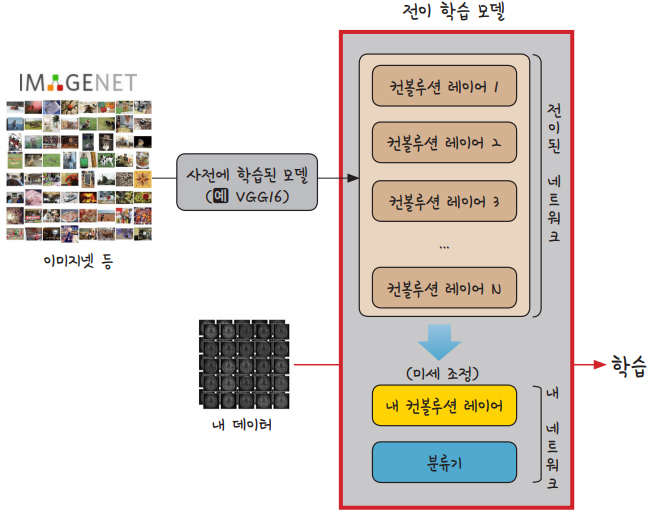 전이 학습 모델
IMAGENET
컨볼루션 레이어 1
컨볼루션 레이어 2
컨볼루션 레이어 3
...
컨볼루션 레이어 N
전이된 네트워크
사전에 학습된 모델
(예 VGG16)
이미지넷 등
(미세 조정)
내 컨볼루션 레이어
분류기
내 네트워크
내 데이터
학습